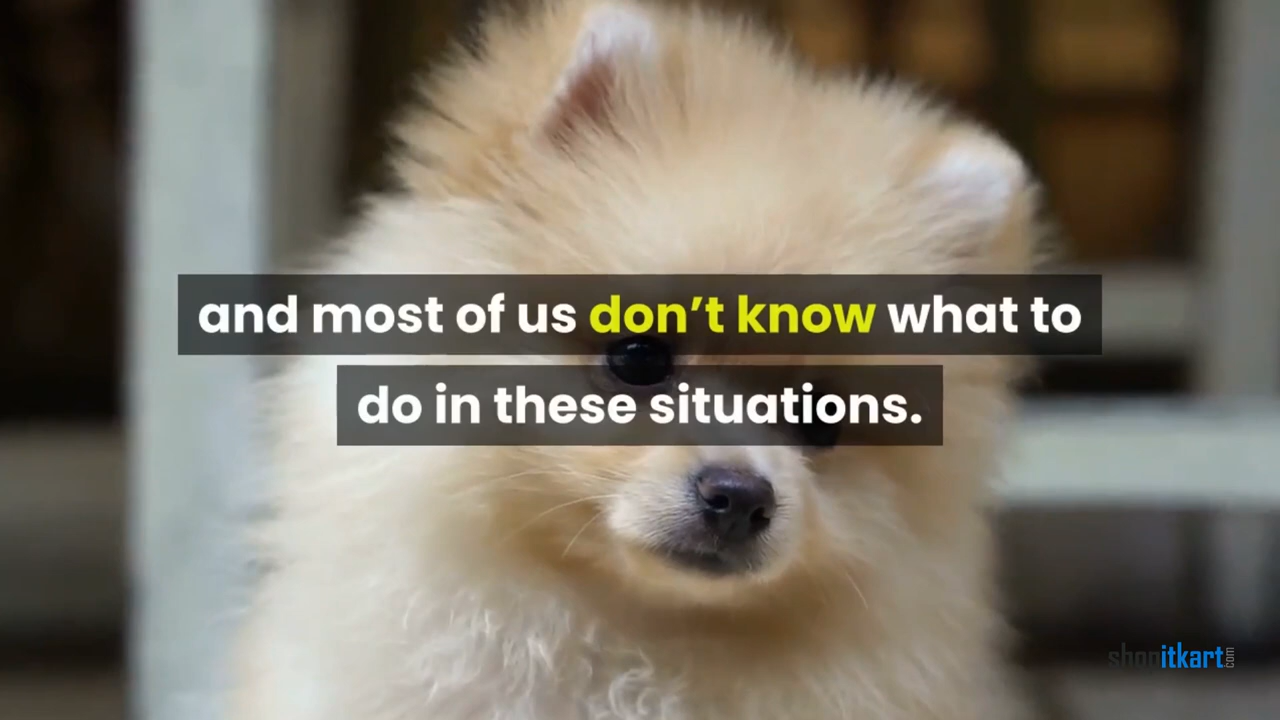 and most of us don’t know what to
do in these situations.
shopitkart.com